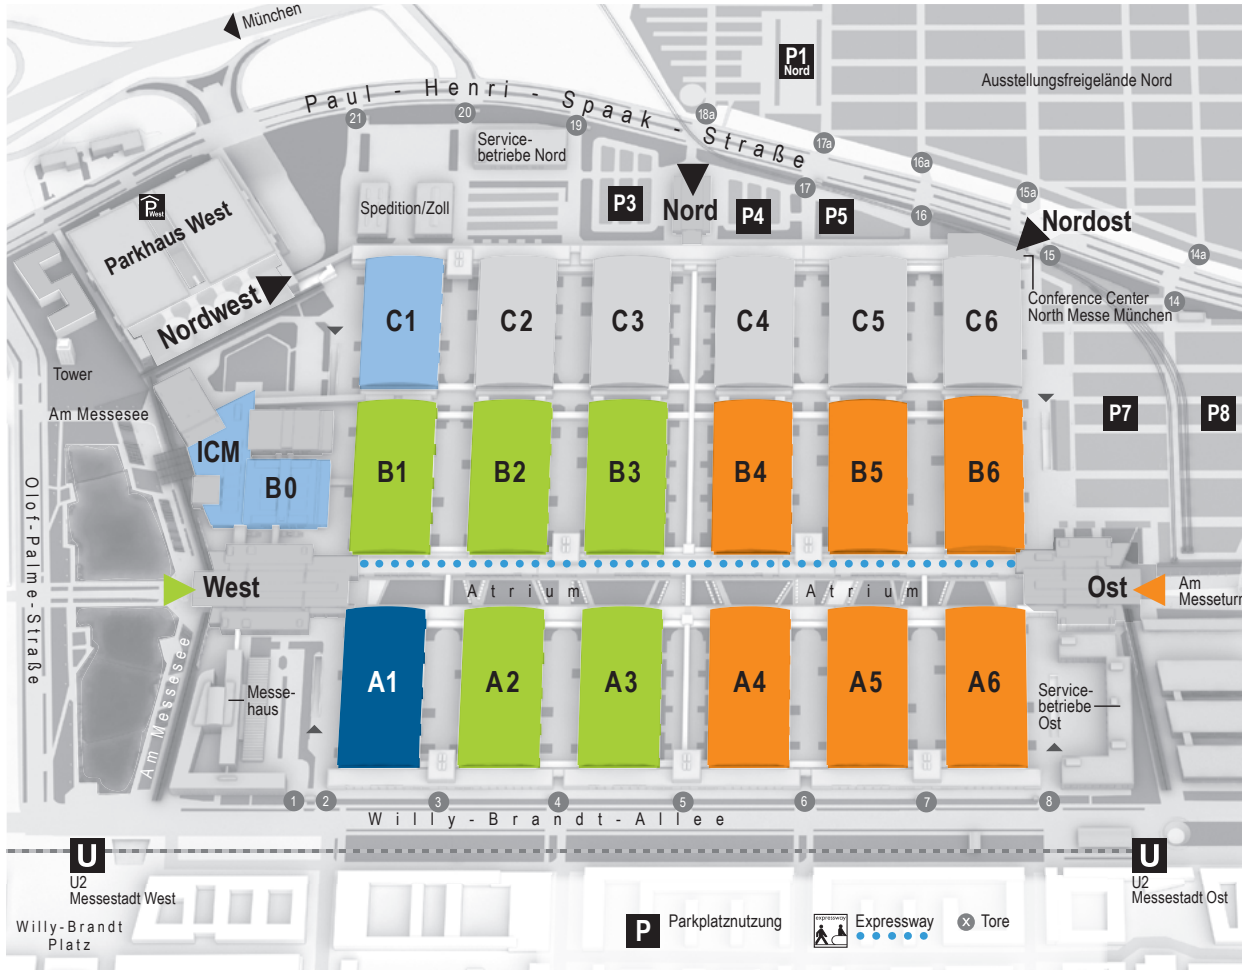 München
P1
Nord
Ausstellungsfreigelände Nord
Paul - Henri - Spaak - Straße
21
20
19
18a
17a
16a
15a
14a
Service-
betriebe Nord
P
West
Parkhaus West
Spedition/Zoll
P3
Nord
P4
P5
17
16
15
14
Nordost
Nordwest
Conference Center
North Messe München
C1
C2
C3
C4
C5
C6
Tower
Am Messesee
P7
P8
ICM
B0
B1
B2
B3
B4
B5
B6
Olof-Palme-Straße
West
Atrium
Atrium
Ost
Am
Messeturm
A1
A2
A3
A4
A5
A6
Am Messesee
Messe-
haus
Service-
betriebe
Ost
1
2
3
4
5
6
7
8
Willy-Brandt-Allee
U
U2
Messestadt West
U
U2
Messestadt Ost
Willy-Brandt
Platz
P
Parkplatznutzung
expressway
Expressway
X
Tore